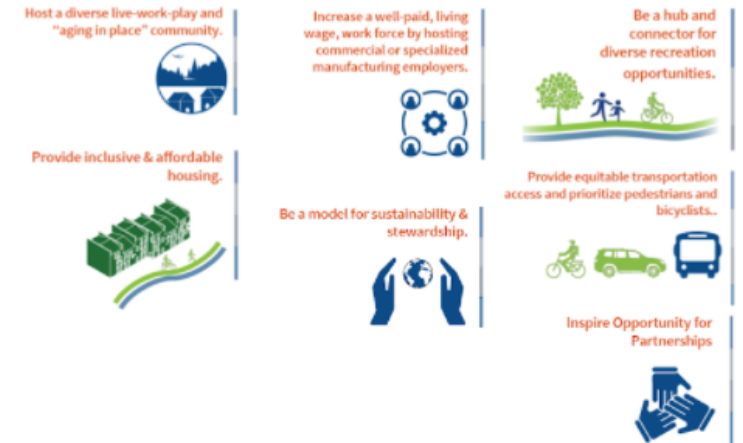 Host a diverse live-work-play and
"aging in place" community.
Provide inclusive & affordable
housing.
Increase a well-paid, living
wage, work force by hosting
commercial or specialized
manufacturing employers.
Be a model for sustainability &
stewardship.
Be a hub and
connector for
diverse recreation
opportunities.
Provide equitable transportation
access and prioritize pedestrians and
bicyclists..
Inspire Opportunity for
Partnerships